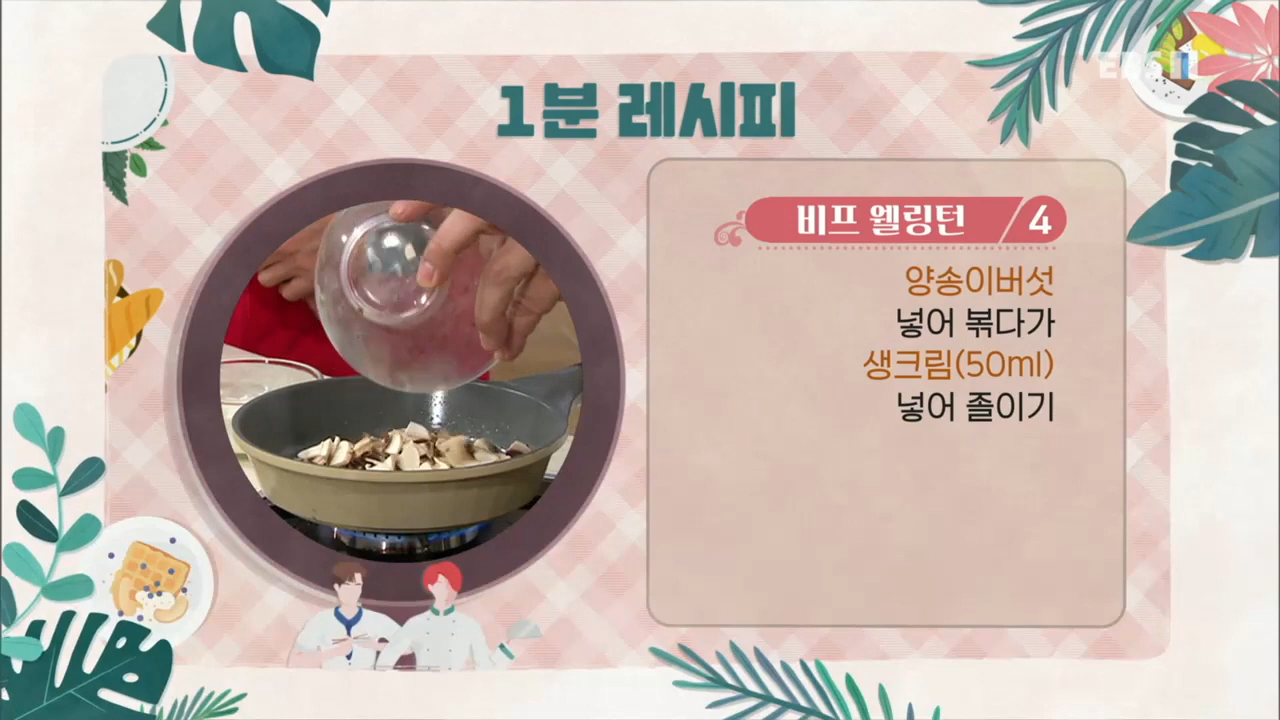 1분 레시피
비프 웰링턴 4
양송이버섯
넣어 볶다가
생크림(50ml)
넣어 졸이기